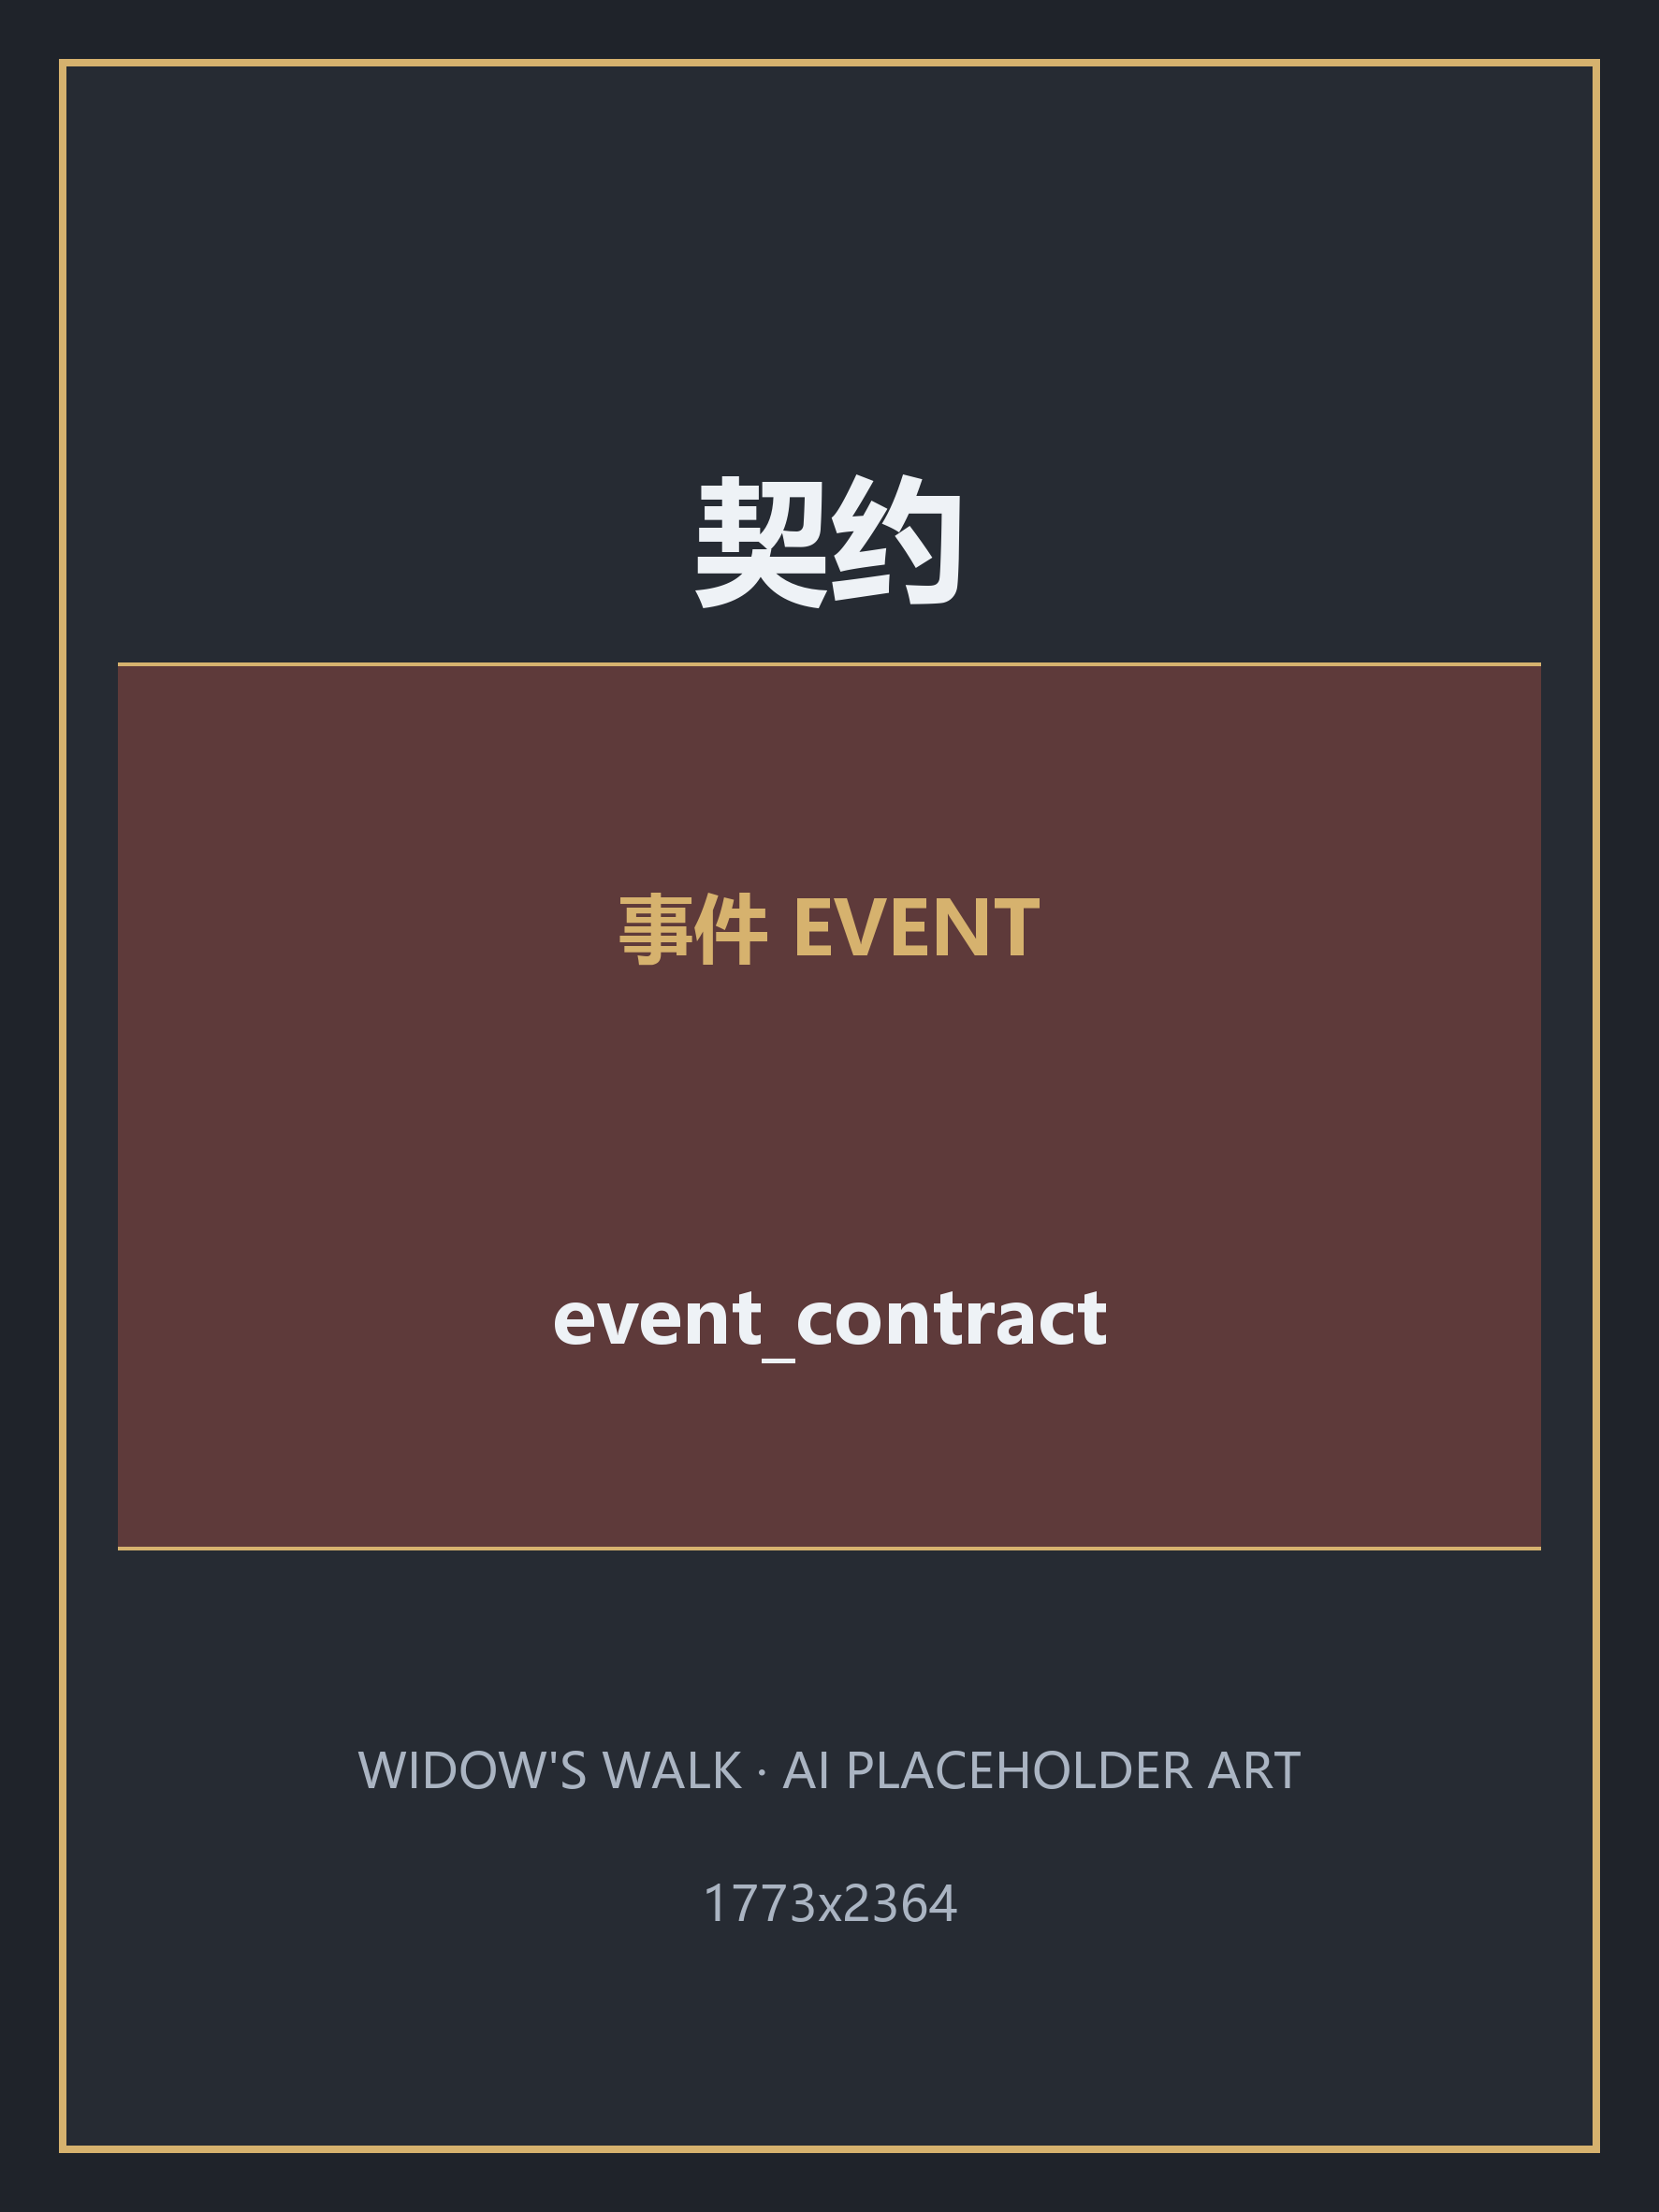 契约
事件 EVENT
event_contract
WIDOW'S WALK · AI PLACEHOLDER ART
1773x2364